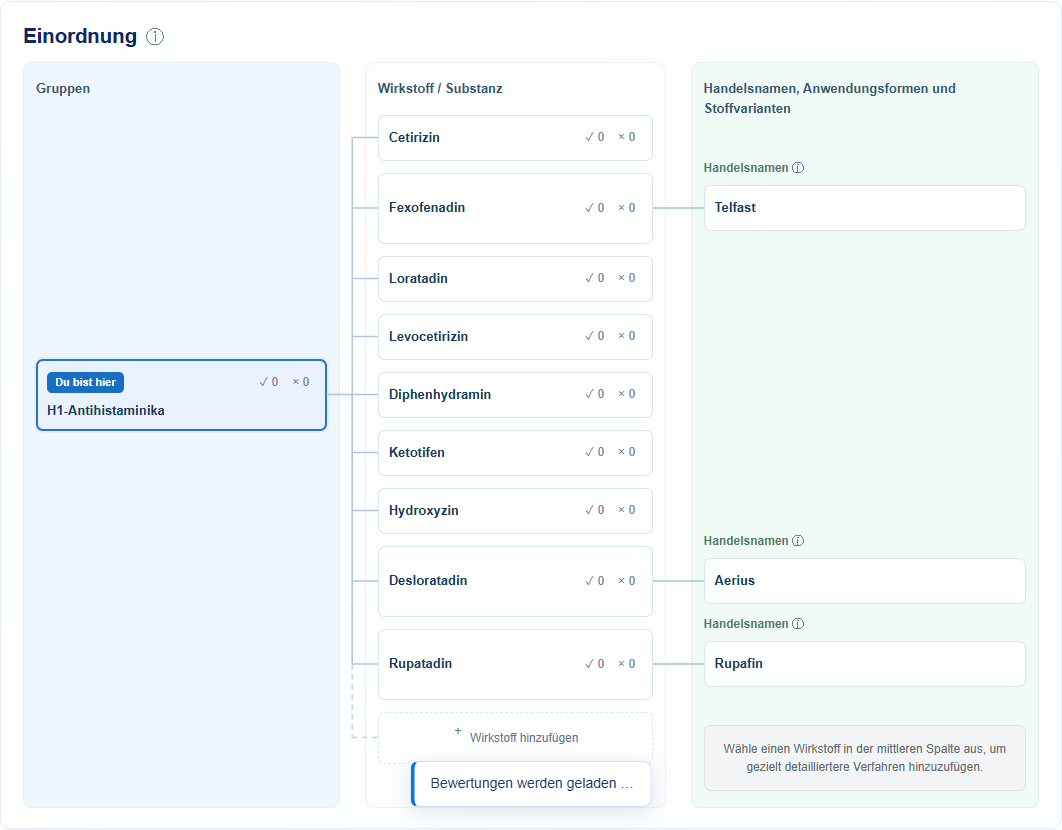 Einordnung ⓘ
Gruppen
Du bist hier ✓ 0 × 0
H1-Antihistaminika
Wirkstoff / Substanz
Cetirizin ✓ 0 × 0
Fexofenadin ✓ 0 × 0
Loratadin ✓ 0 × 0
Levocetirizin ✓ 0 × 0
Diphenhydramin ✓ 0 × 0
Ketotifen ✓ 0 × 0
Hydroxyzin ✓ 0 × 0
Desloratadin ✓ 0 × 0
Rupatadin ✓ 0 × 0
+ Wirkstoff hinzufügen
Bewertungen werden geladen …
Handelsnamen, Anwendungsformen und
Stoffvarianten
Handelsnamen ⓘ
Telfast
Handelsnamen ⓘ
Aerius
Handelsnamen ⓘ
Rupafin
Wähle einen Wirkstoff in der mittleren Spalte aus, um
gezielt detailliertere Verfahren hinzuzufügen.